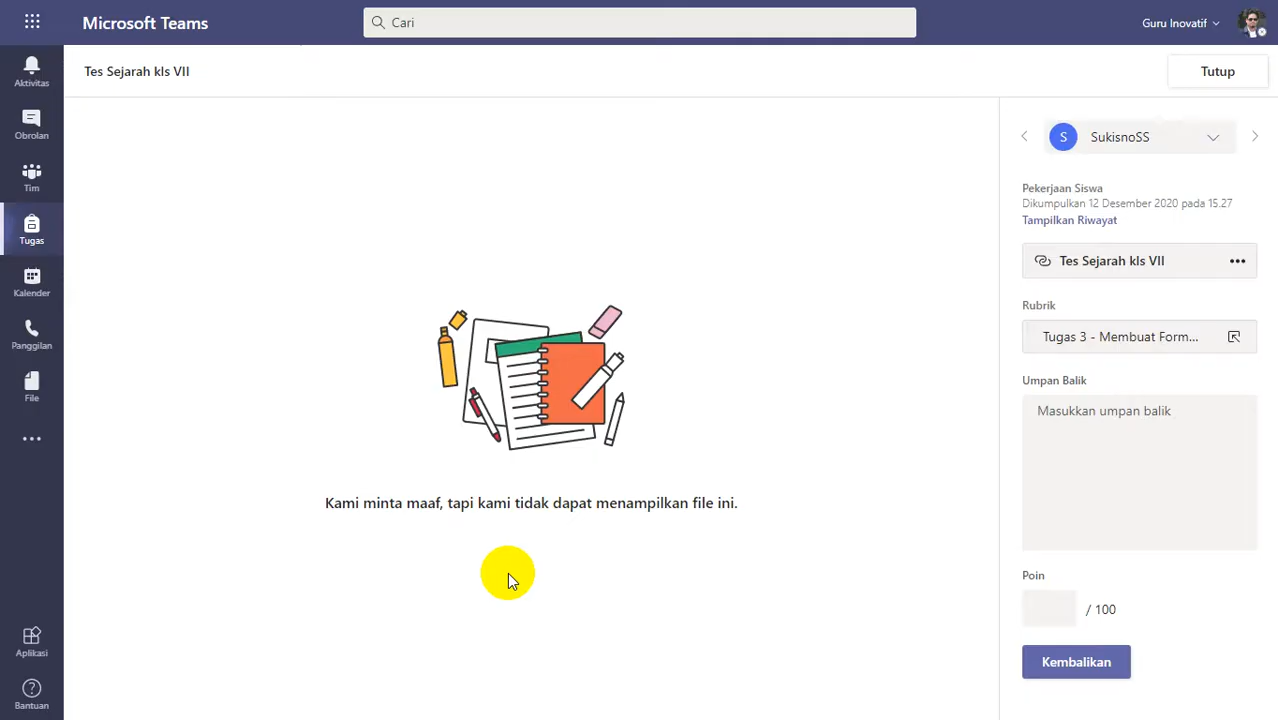 Microsoft Teams
Cari
Guru Inovatif
Aktivitas
Obrolan
Tim
Tugas
Kalender
Panggilan
File
Aplikasi
Bantuan
Tes Sejarah kls VII
Tutup
Kami minta maaf, tapi kami tidak dapat menampilkan file ini.
S SukisnoSS
Pekerjaan Siswa
Dikumpulkan 12 Desember 2020 pada 15.27
Tampilkan Riwayat
Tes Sejarah kls VII
Rubrik
Tugas 3 - Membuat Form...
Umpan Balik
Masukkan umpan balik
Poin
/ 100
Kembalikan